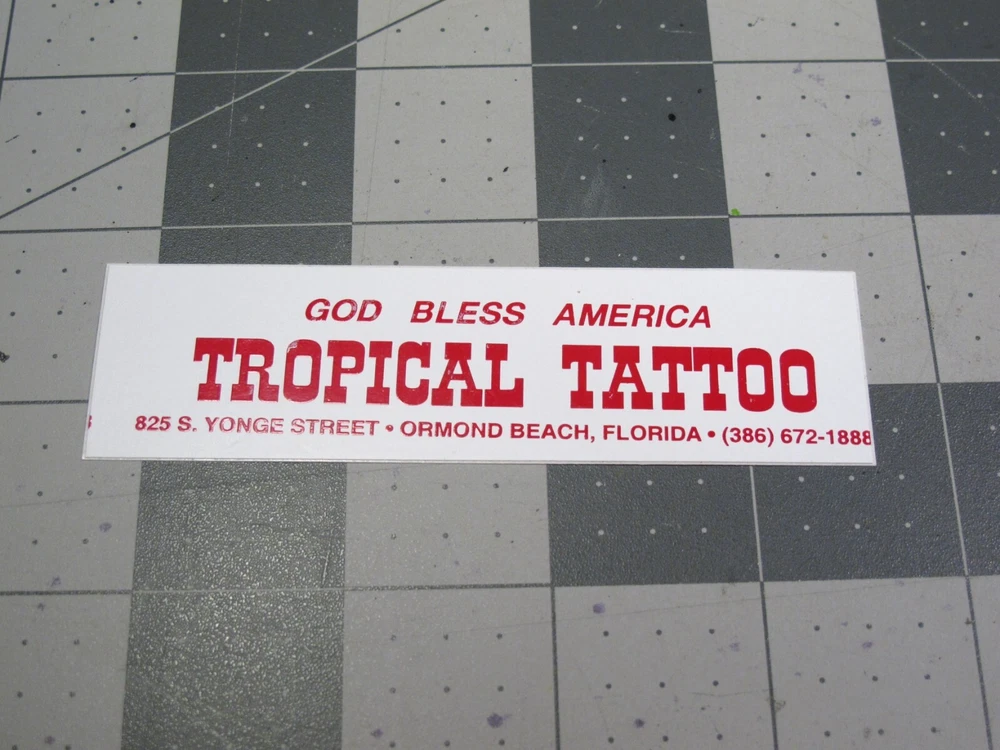 GOD BLESS AMERICA
TROPICAL TATTOO
825 S. YONGE STREET • ORMOND BEACH, FLORIDA • (386) 672-1888